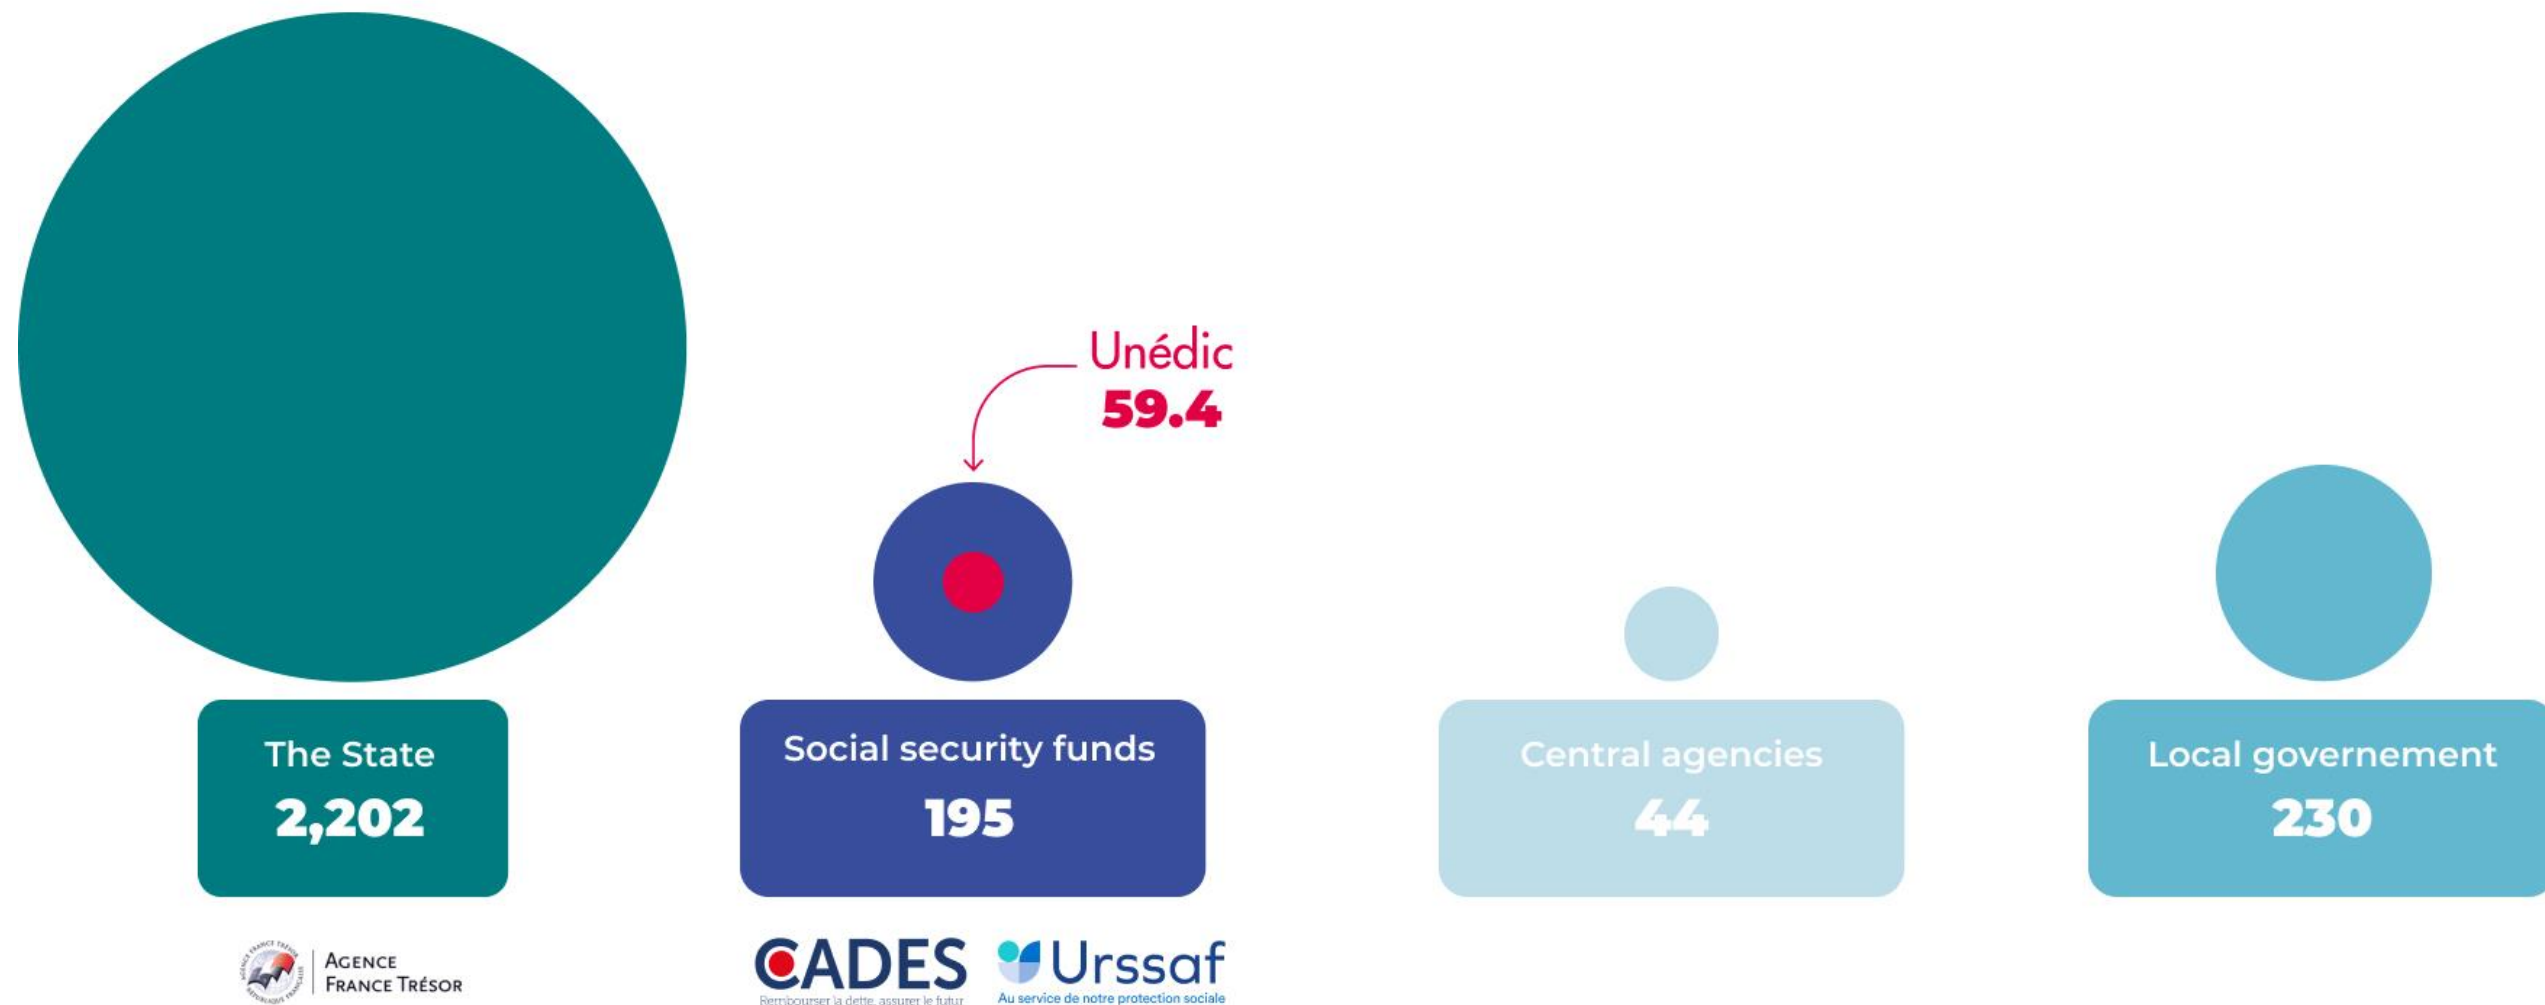 Unédic
59.4
The State
2,202
Social security funds
195
Central agencies
44
Local governement
230
AGENCE
FRANCE TRÉSOR
CADES
Rembourser la dette, assurer le futur
Urssaf
Au service de notre protection sociale